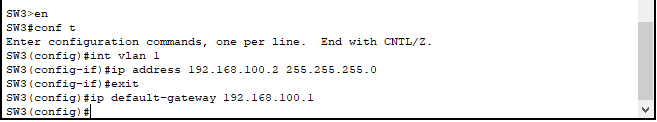 SW3>en
SW3#conf t
Enter configuration commands, one per line.  End with CNTL/Z.
SW3(config)#int vlan 1
SW3(config-if)#ip address 192.168.100.2 255.255.255.0
SW3(config-if)#exit
SW3(config)#ip default-gateway 192.168.100.1
SW3(config)#